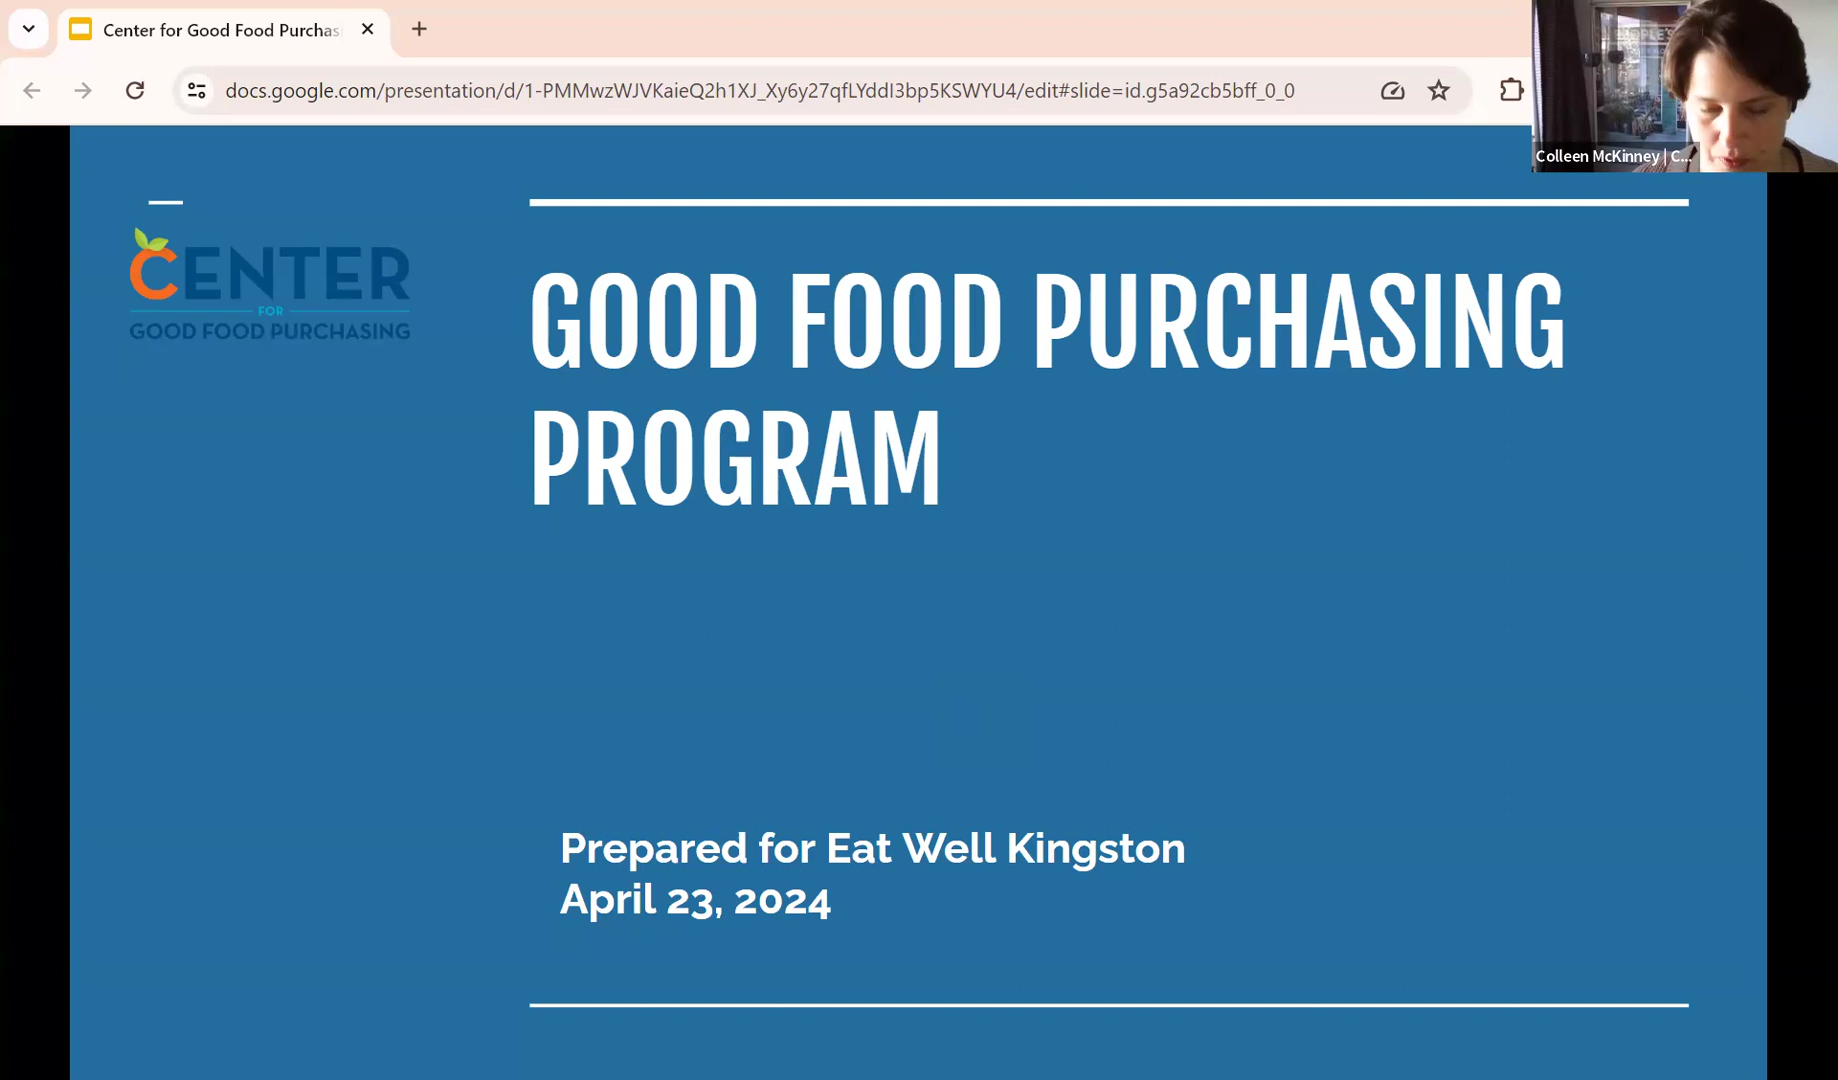 Center for Good Food Purchas
docs.google.com/presentation/d/1-PMMwzWJVKaieQ2h1XJ_Xy6y27qfLYddI3bp5KSWYU4/edit#slide=id.g5a92cb5bff_0_0
Colleen McKinney | C...
CENTER
FOR
GOOD FOOD PURCHASING
GOOD FOOD PURCHASING
PROGRAM
Prepared for Eat Well Kingston
April 23, 2024